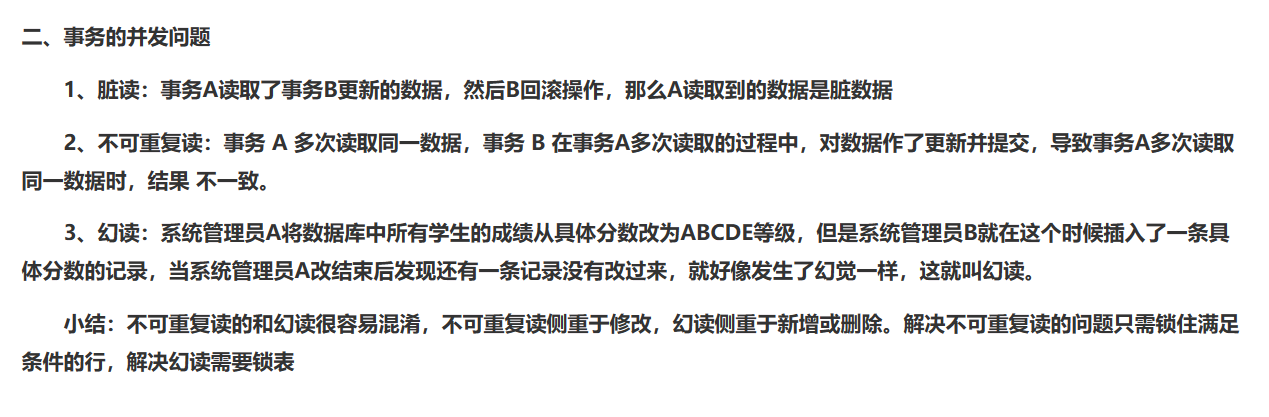 二、事务的并发问题
1、脏读：事务A读取了事务B更新的数据，然后B回滚操作，那么A读取到的数据是脏数据
2、不可重复读：事务 A 多次读取同一数据，事务 B 在事务A多次读取的过程中，对数据作了更新并提交，导致事务A多次读取
同一数据时，结果 不一致。
3、幻读：系统管理员A将数据库中所有学生的成绩从具体分数改为ABCDE等级，但是系统管理员B就在这个时候插入了一条具
体分数的记录，当系统管理员A改结束后发现还有一条记录没有改过来，就好像发生了幻觉一样，这就叫幻读。
小结：不可重复读的和幻读很容易混淆，不可重复读侧重于修改，幻读侧重于新增或删除。解决不可重复读的问题只需锁住满足
条件的行，解决幻读需要锁表